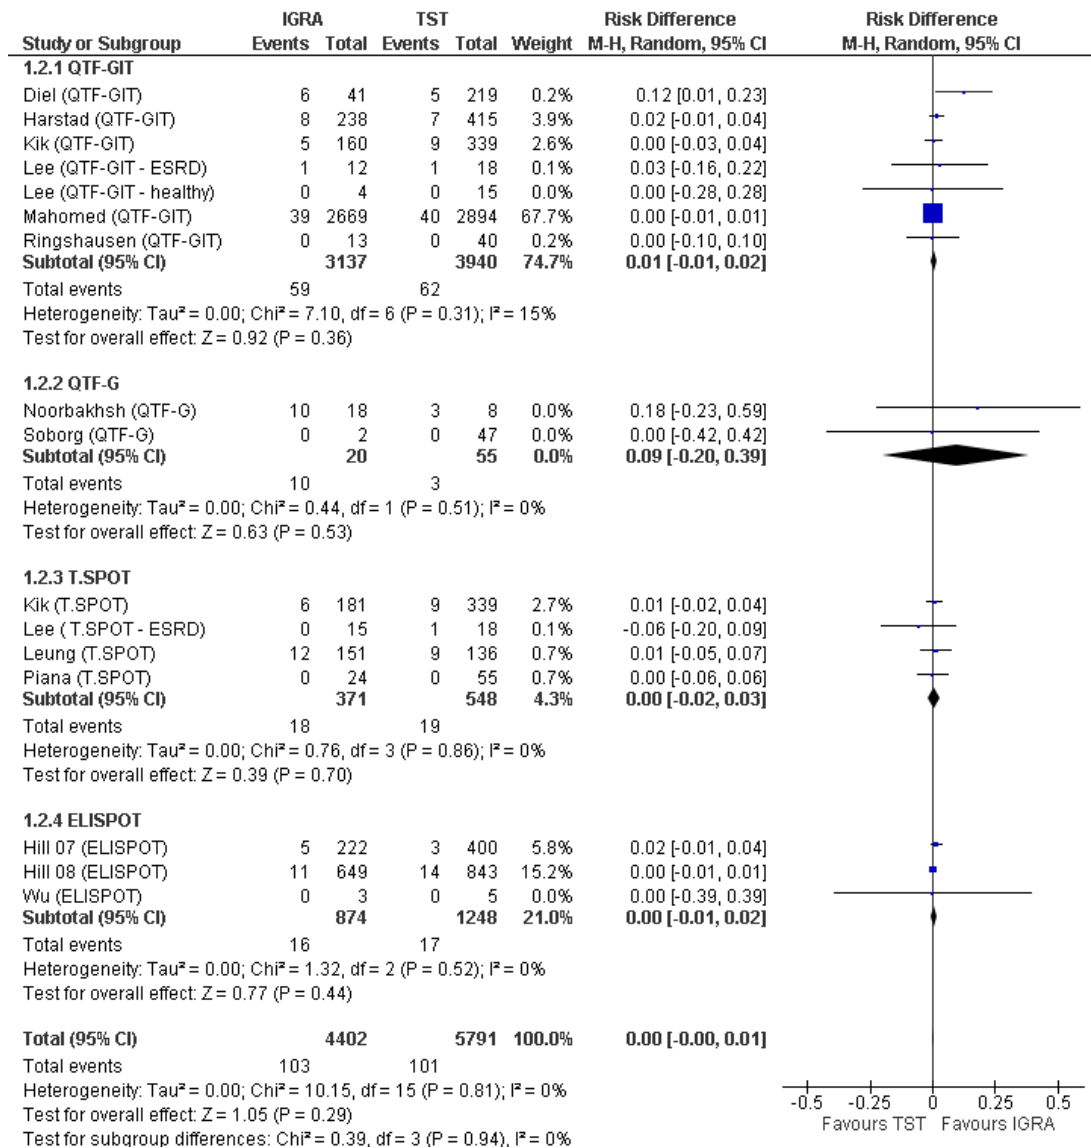 IGRA TST Risk Difference Risk Difference
Study or Subgroup Events Total Events Total Weight M-H, Random, 95% CI M-H, Random, 95% CI
1.2.1 QTF-GIT
Diel (QTF-GIT) 6 41 5 219 0.2% 0.12 [0.01, 0.23]
Harstad (QTF-GIT) 8 238 7 415 3.9% 0.02 [-0.01, 0.04]
Kik (QTF-GIT) 5 160 9 339 2.6% 0.00 [-0.03, 0.04]
Lee (QTF-GIT - ESRD) 1 12 1 18 0.1% 0.03 [-0.16, 0.22]
Lee (QTF-GIT - healthy) 0 4 0 15 0.0% 0.00 [-0.28, 0.28]
Mahomed (QTF-GIT) 39 2669 40 2894 67.7% 0.00 [-0.01, 0.01]
Ringshausen (QTF-GIT) 0 13 0 40 0.2% 0.00 [-0.10, 0.10]
Subtotal (95% CI) 3137 3940 74.7% 0.01 [-0.01, 0.02]
Total events 59 62
Heterogeneity: Tau² = 0.00; Chi² = 7.10, df = 6 (P = 0.31); I² = 15%
Test for overall effect: Z = 0.92 (P = 0.36)
1.2.2 QTF-G
Noorbakhsh (QTF-G) 10 18 3 8 0.0% 0.18 [-0.23, 0.59]
Soborg (QTF-G) 0 2 0 47 0.0% 0.00 [-0.42, 0.42]
Subtotal (95% CI) 20 55 0.0% 0.09 [-0.20, 0.39]
Total events 10 3
Heterogeneity: Tau² = 0.00; Chi² = 0.44, df = 1 (P = 0.51); I² = 0%
Test for overall effect: Z = 0.63 (P = 0.53)
1.2.3 T.SPOT
Kik (T.SPOT) 6 181 9 339 2.7% 0.01 [-0.02, 0.04]
Lee ( T.SPOT - ESRD) 0 15 1 18 0.1% -0.06 [-0.20, 0.09]
Leung (T.SPOT) 12 151 9 136 0.7% 0.01 [-0.05, 0.07]
Piana (T.SPOT) 0 24 0 55 0.7% 0.00 [-0.06, 0.06]
Subtotal (95% CI) 371 548 4.3% 0.00 [-0.02, 0.03]
Total events 18 19
Heterogeneity: Tau² = 0.00; Chi² = 0.76, df = 3 (P = 0.86); I² = 0%
Test for overall effect: Z = 0.39 (P = 0.70)
1.2.4 ELISPOT
Hill 07 (ELISPOT) 5 222 3 400 5.8% 0.02 [-0.01, 0.04]
Hill 08 (ELISPOT) 11 649 14 843 15.2% 0.00 [-0.01, 0.01]
Wu (ELISPOT) 0 3 0 5 0.0% 0.00 [-0.39, 0.39]
Subtotal (95% CI) 874 1248 21.0% 0.00 [-0.01, 0.02]
Total events 16 17
Heterogeneity: Tau² = 0.00; Chi² = 1.32, df = 2 (P = 0.52); I² = 0%
Test for overall effect: Z = 0.77 (P = 0.44)
Total (95% CI) 4402 5791 100.0% 0.00 [-0.00, 0.01]
Total events 103 101
Heterogeneity: Tau² = 0.00; Chi² = 10.15, df = 15 (P = 0.81); I² = 0%
Test for overall effect: Z = 1.05 (P = 0.29)
Test for subgroup differences: Chi² = 0.39, df = 3 (P = 0.94), I² = 0%
-0.5 -0.25 0 0.25 0.5
Favours TST Favours IGRA